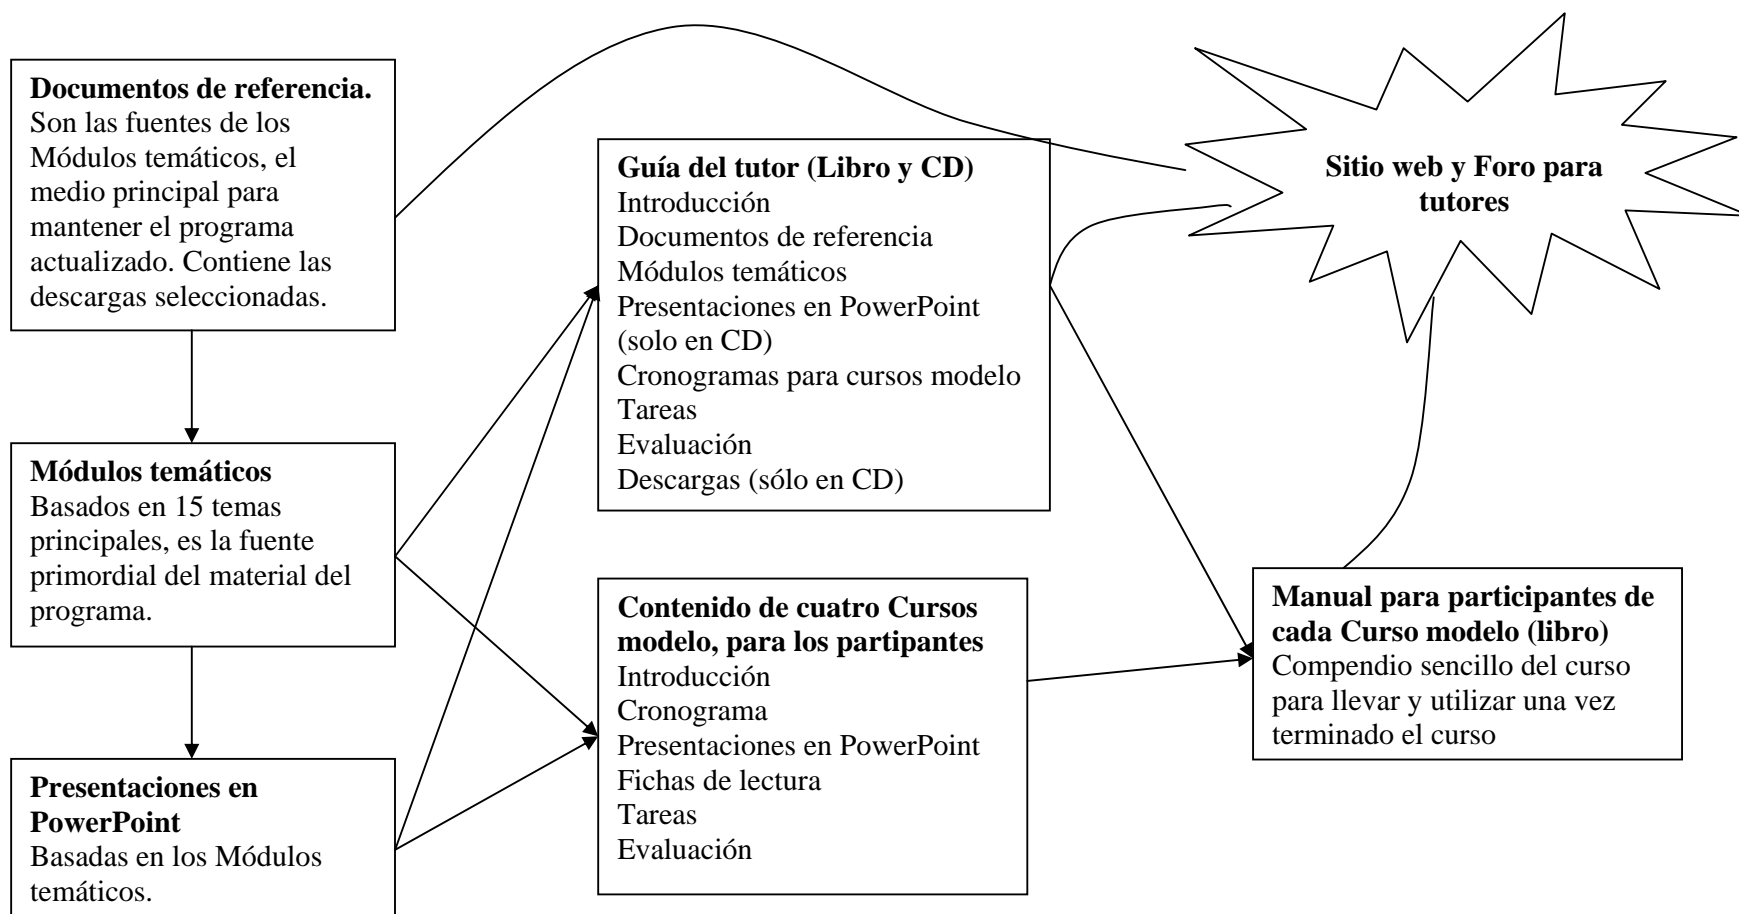 Documentos de referencia.
Son las fuentes de los
Módulos temáticos, el
medio principal para
mantener el programa
actualizado. Contiene las
descargas seleccionadas.
Módulos temáticos
Basados en 15 temas
principales, es la fuente
primordial del material del
programa.
Presentaciones en
PowerPoint
Basadas en los Módulos
temáticos.
Guía del tutor (Libro y CD)
Introducción
Documentos de referencia
Módulos temáticos
Presentaciones en PowerPoint
(solo en CD)
Cronogramas para cursos modelo
Tareas
Evaluación
Descargas (sólo en CD)
Contenido de cuatro Cursos
modelo, para los partipantes
Introducción
Cronograma
Presentaciones en PowerPoint
Fichas de lectura
Tareas
Evaluación
Sitio web y Foro para
tutores
Manual para participantes de
cada Curso modelo (libro)
Compendio sencillo del curso
para llevar y utilizar una vez
terminado el curso